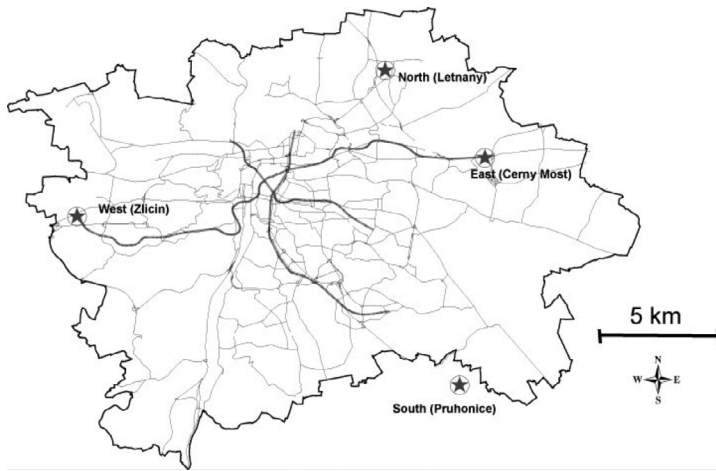 North (Letnany)
East (Cerny Most)
West (Zlicin)
5 km
N
W E
S
South (Pruhonice)